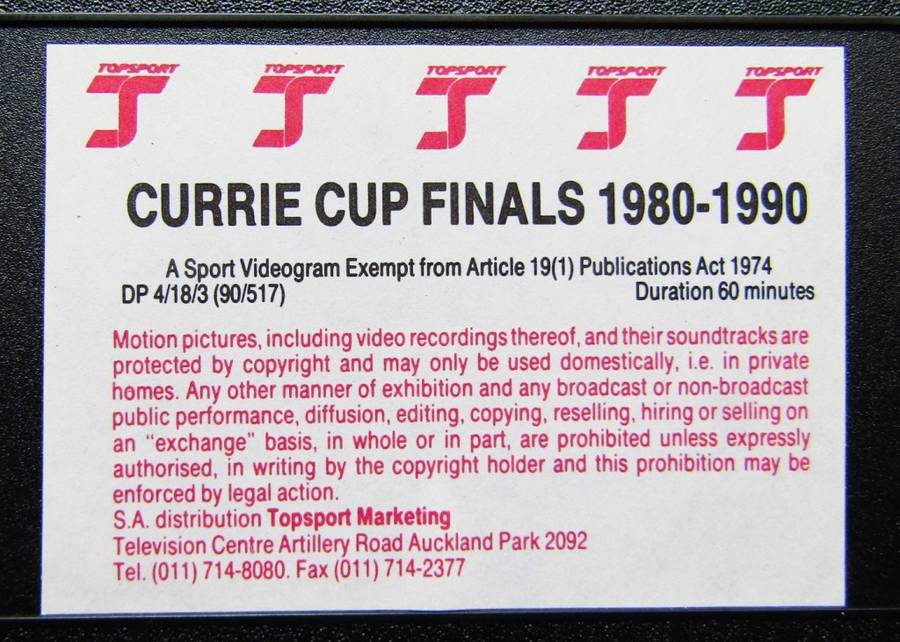 TOPSPORT TOPSPORT TOPSPORT TOPSPORT TOPSPORT
CURRIE CUP FINALS 1980-1990
A Sport Videogram Exempt from Article 19(1) Publications Act 1974
DP 4/18/3 (90/517) Duration 60 minutes
Motion pictures, including video recordings thereof, and their soundtracks are
protected by copyright and may only be used domestically, i.e. in private
homes. Any other manner of exhibition and any broadcast or non-broadcast
public performance, diffusion, editing, copying, reselling, hiring or selling on
an “exchange” basis, in whole or in part, are prohibited unless expressly
authorised, in writing by the copyright holder and this prohibition may be
enforced by legal action.
S.A. distribution Topsport Marketing
Television Centre Artillery Road Auckland Park 2092
Tel. (011) 714-8080. Fax (011) 714-2377